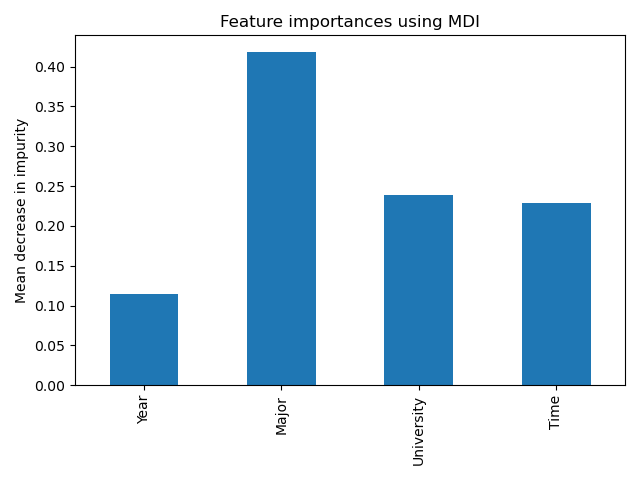 Feature importances using MDI
Mean decrease in impurity
0.40
0.35
0.30
0.25
0.20
0.15
0.10
0.05
0.00
Year
Major
University
Time